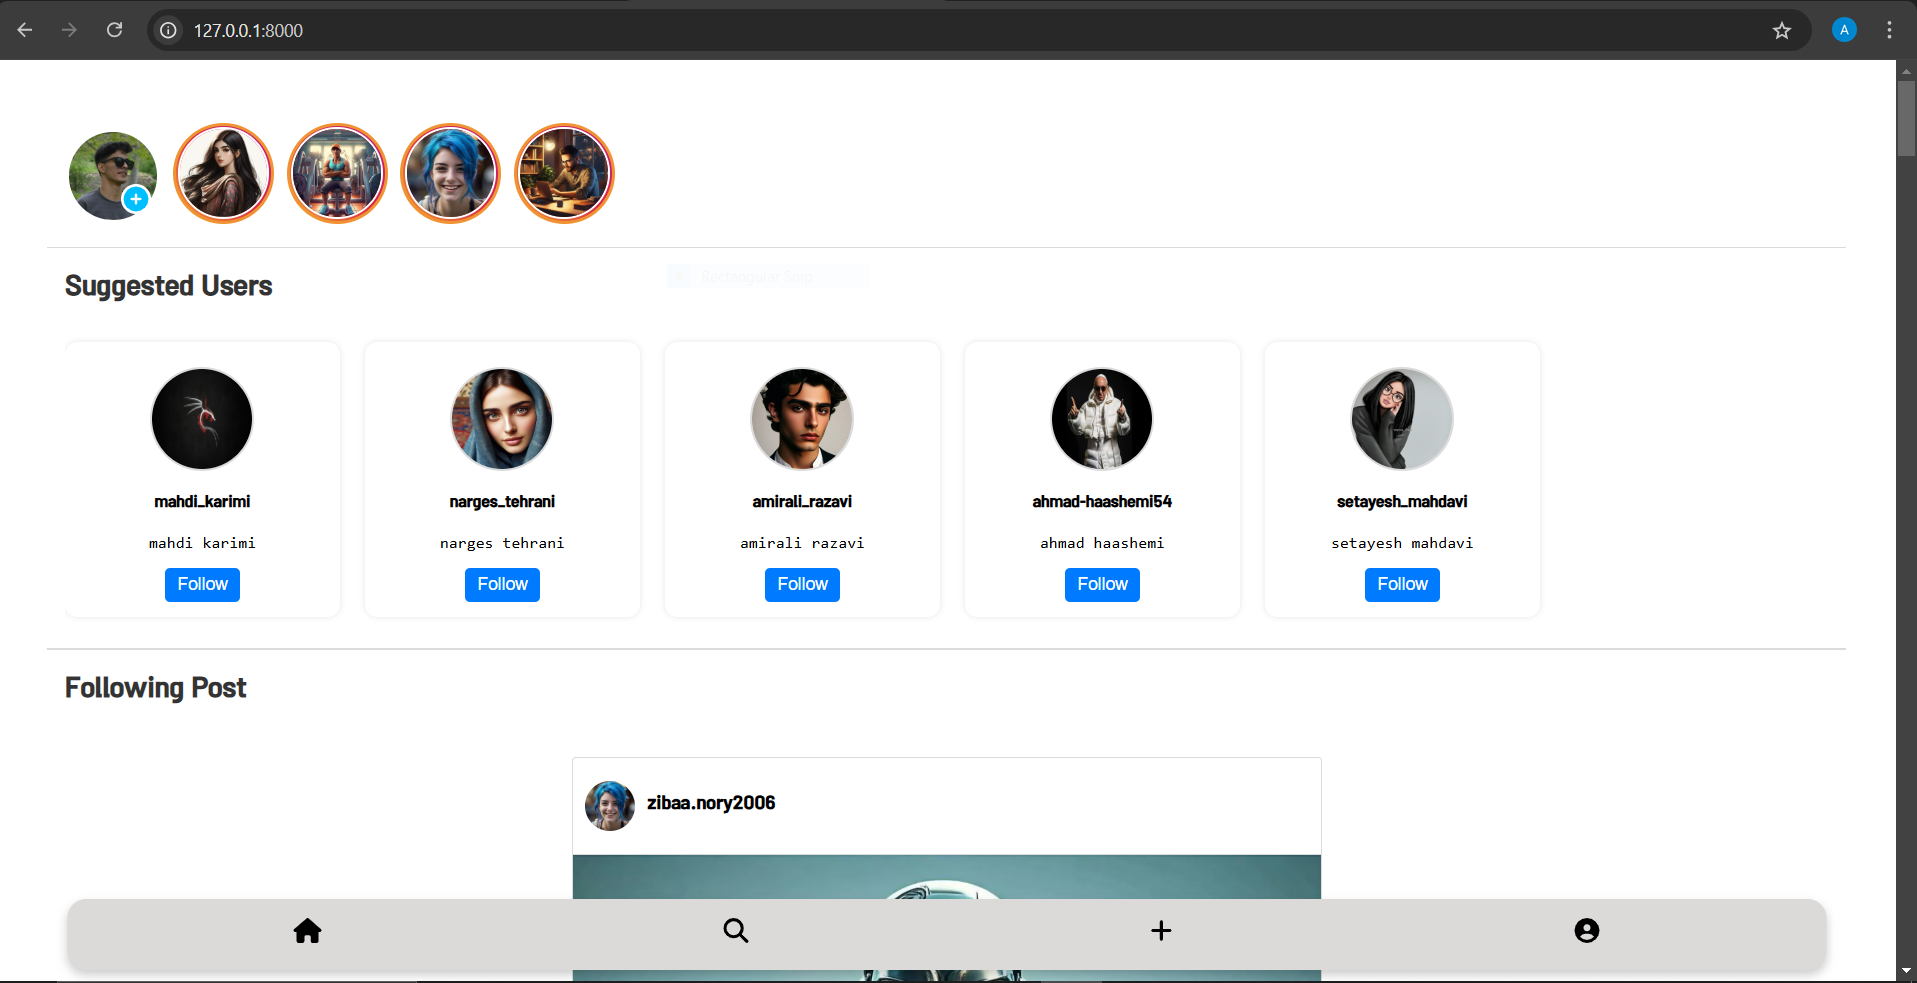 127.0.0.1:8000
A
Suggested Users
Rectangular Snip
mahdi_karimi
mahdi karimi
Follow
narges_tehrani
narges tehrani
Follow
amirali_razavi
amirali razavi
Follow
ahmad-haashemi54
ahmad haashemi
Follow
setayesh_mahdavi
setayesh mahdavi
Follow
Following Post
zibaa.nory2006